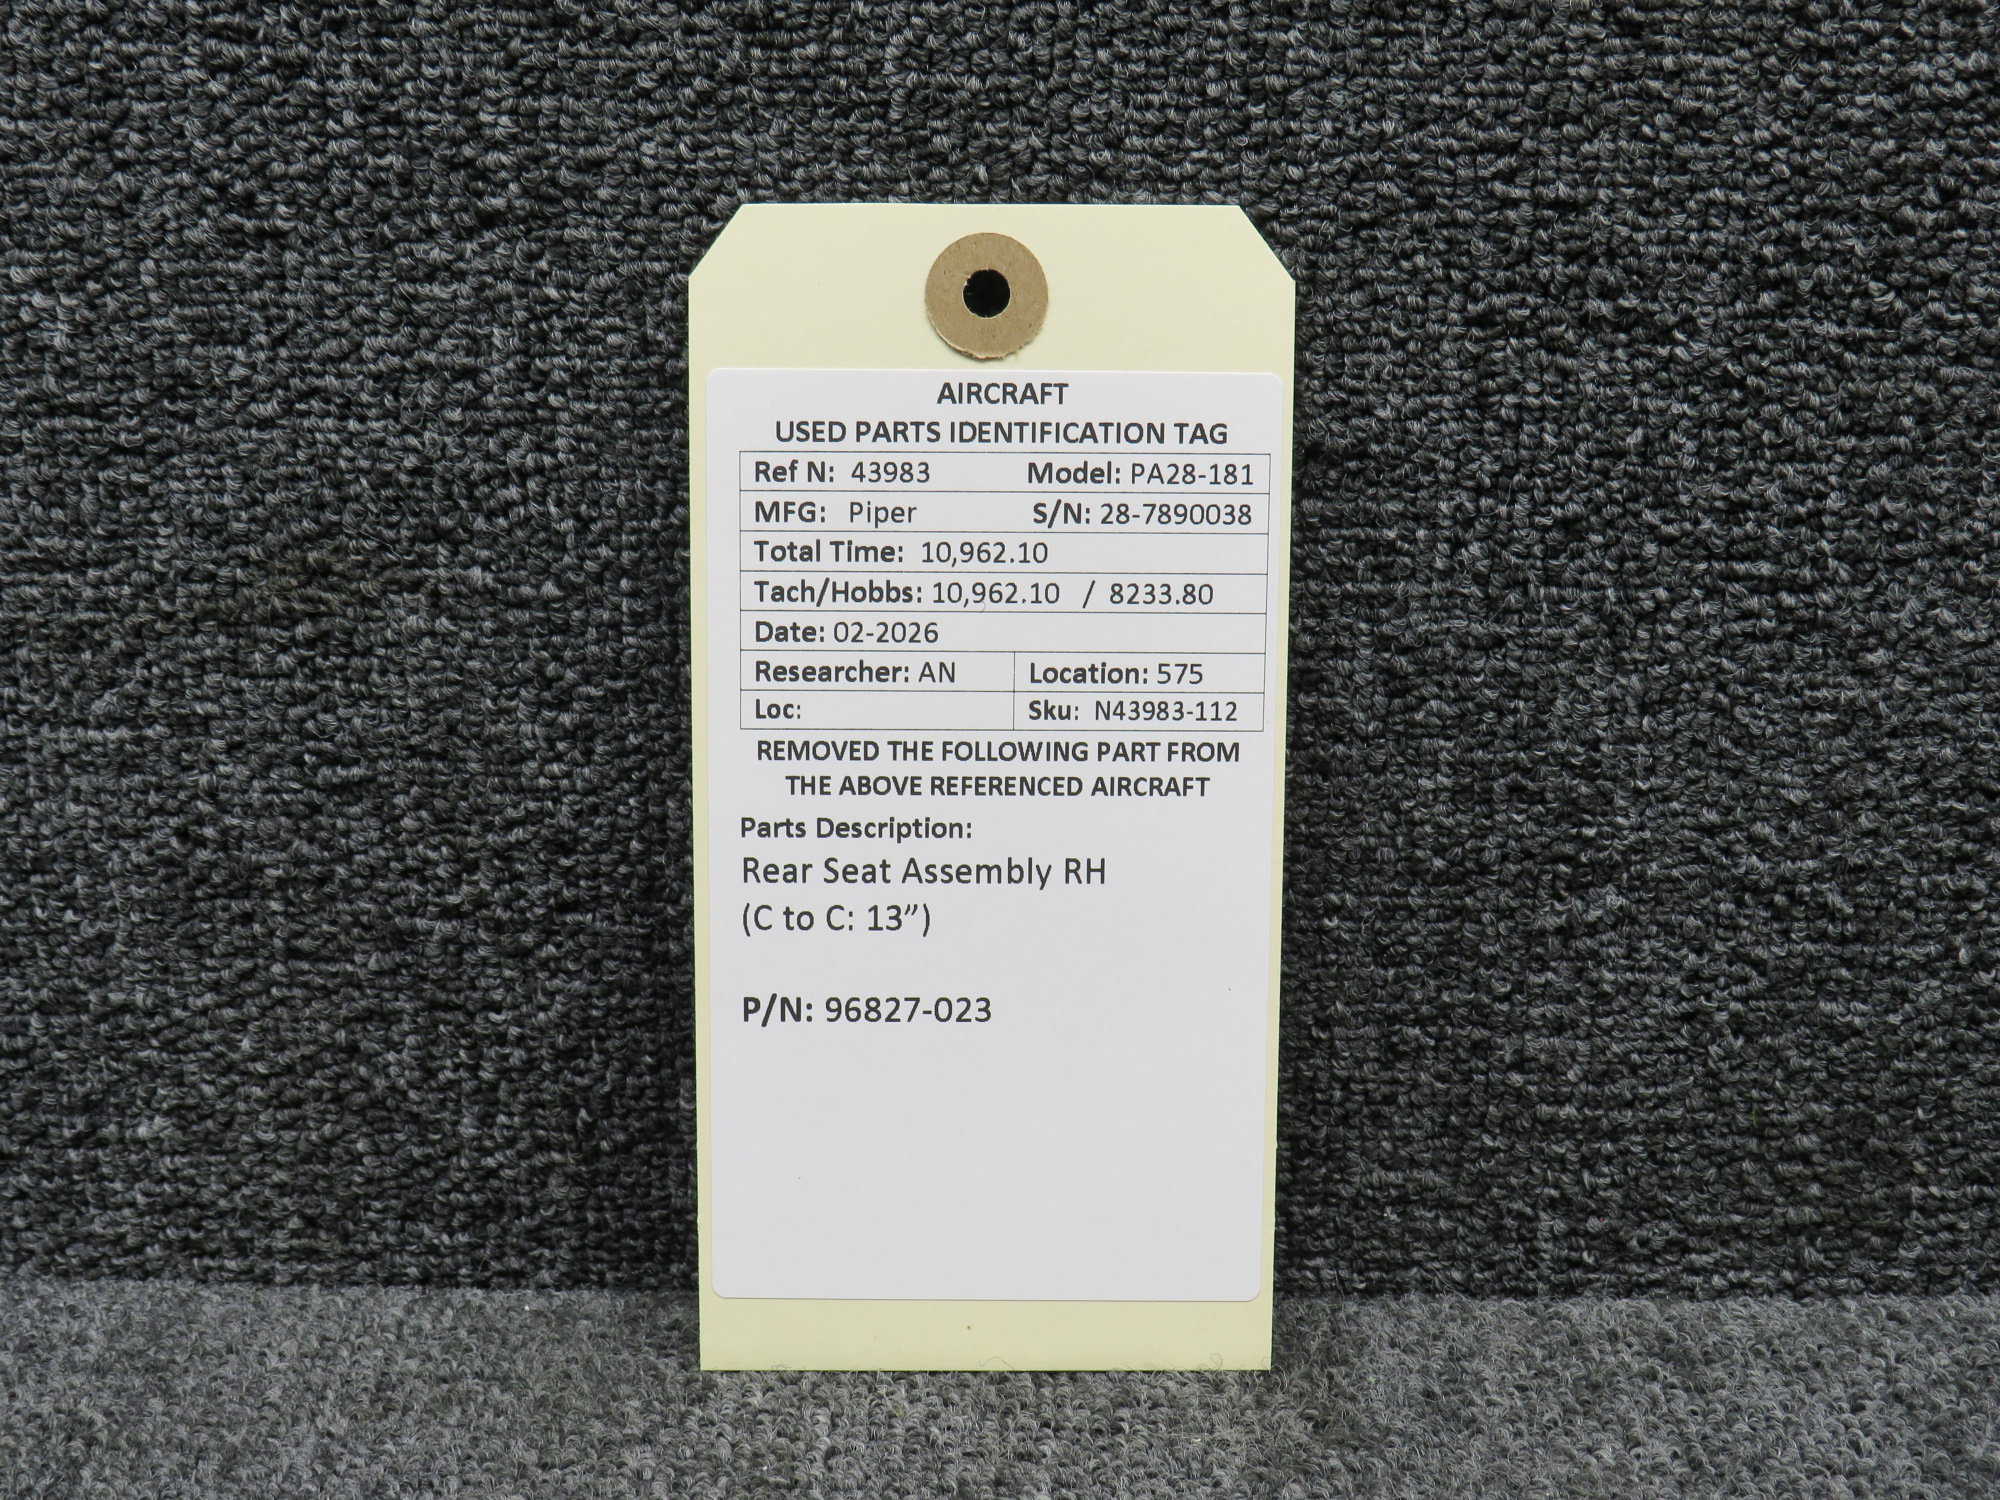 AIRCRAFT
USED PARTS IDENTIFICATION TAG
Ref N: 43983 Model: PA28-181
MFG: Piper S/N: 28-7890038
Total Time: 10,962.10
Tach/Hobbs: 10,962.10 / 8233.80
Date: 02-2026
Researcher: AN Location: 575
Loc: Sku: N43983-112
REMOVED THE FOLLOWING PART FROM
THE ABOVE REFERENCED AIRCRAFT
Parts Description:
Rear Seat Assembly RH
(C to C: 13”)
P/N: 96827-023